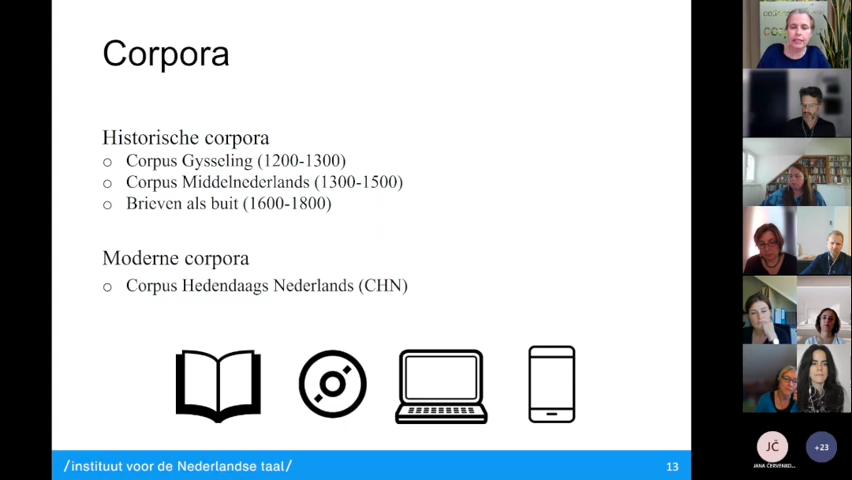 Corpora
Historische corpora
o Corpus Gysseling (1200-1300)
o Corpus Middelnederlands (1300-1500)
o Brieven als buit (1600-1800)
Moderne corpora
o Corpus Hedendaags Nederlands (CHN)
/instituut voor de Nederlandse taal/
13
JČ
+23